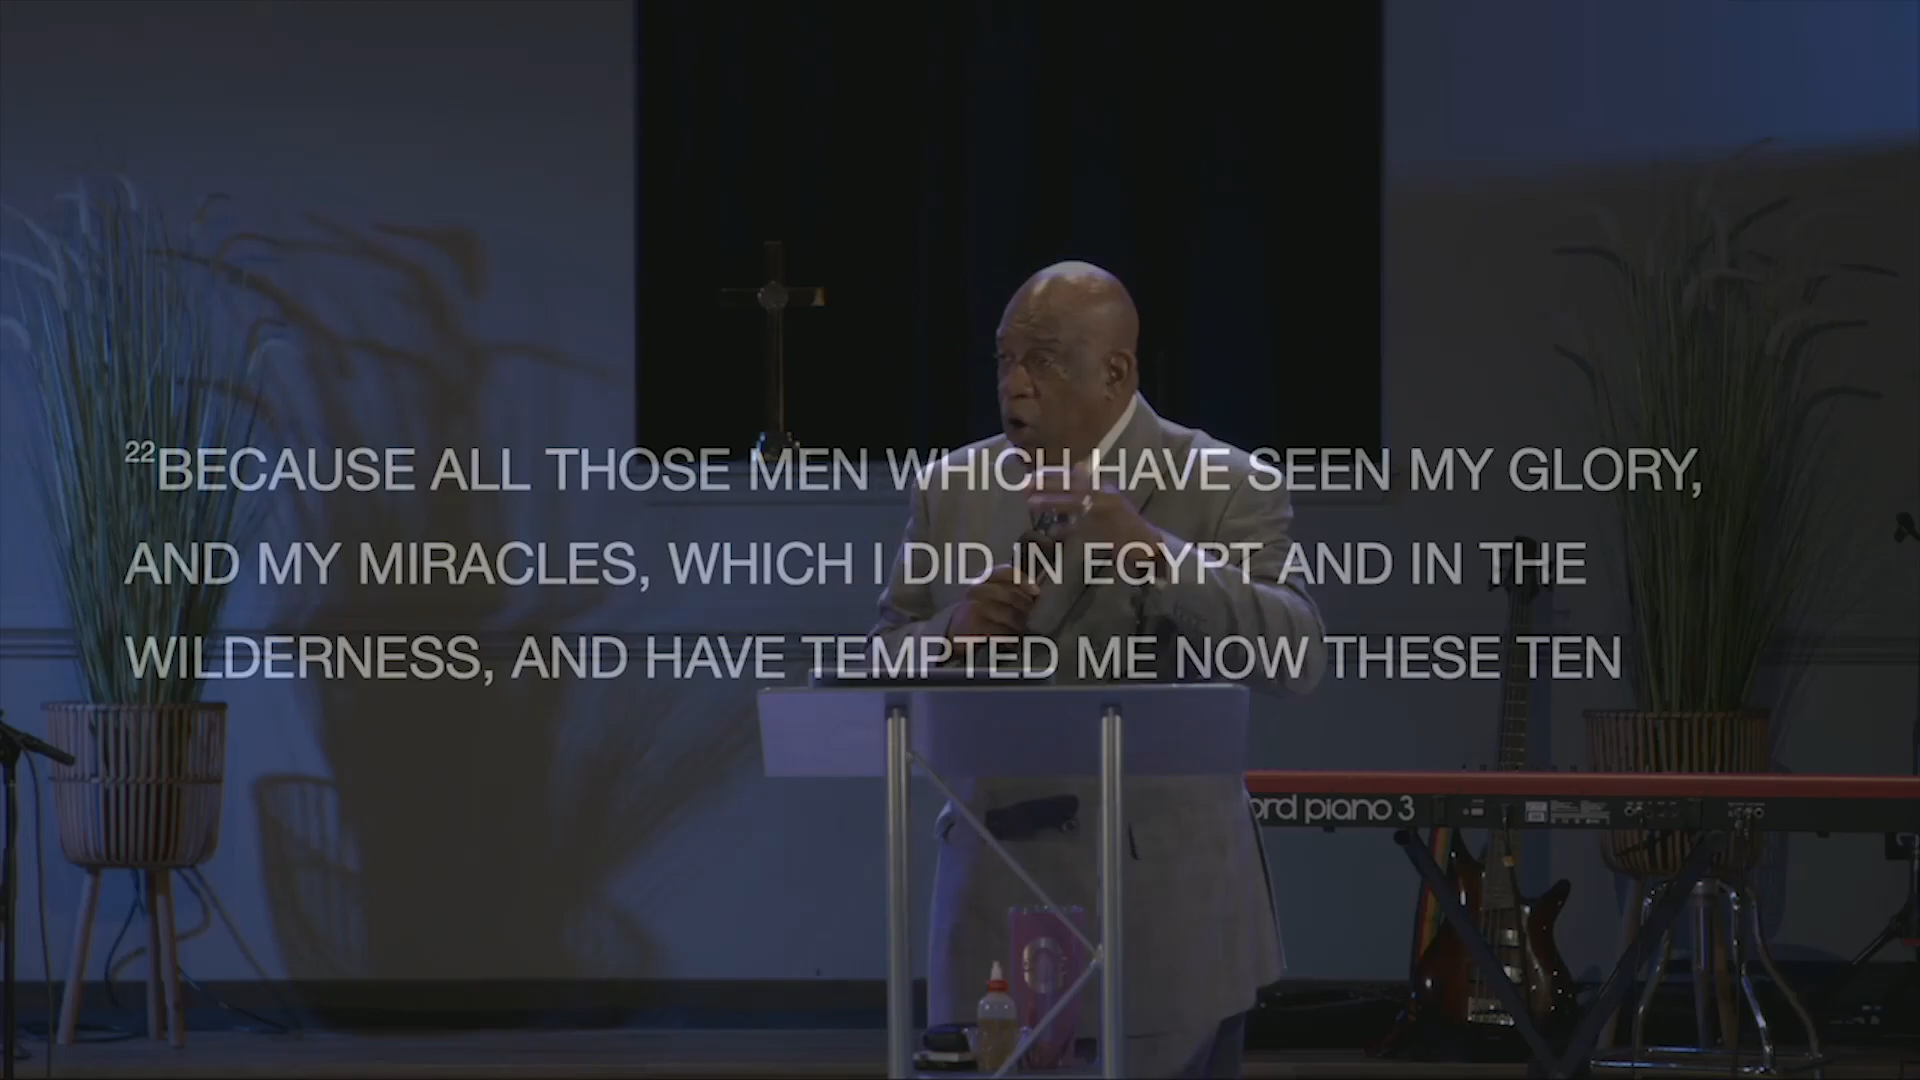 22BECAUSE ALL THOSE MEN WHICH HAVE SEEN MY GLORY,
AND MY MIRACLES, WHICH I DID IN EGYPT AND IN THE
WILDERNESS, AND HAVE TEMPTED ME NOW THESE TEN
ord piano 3